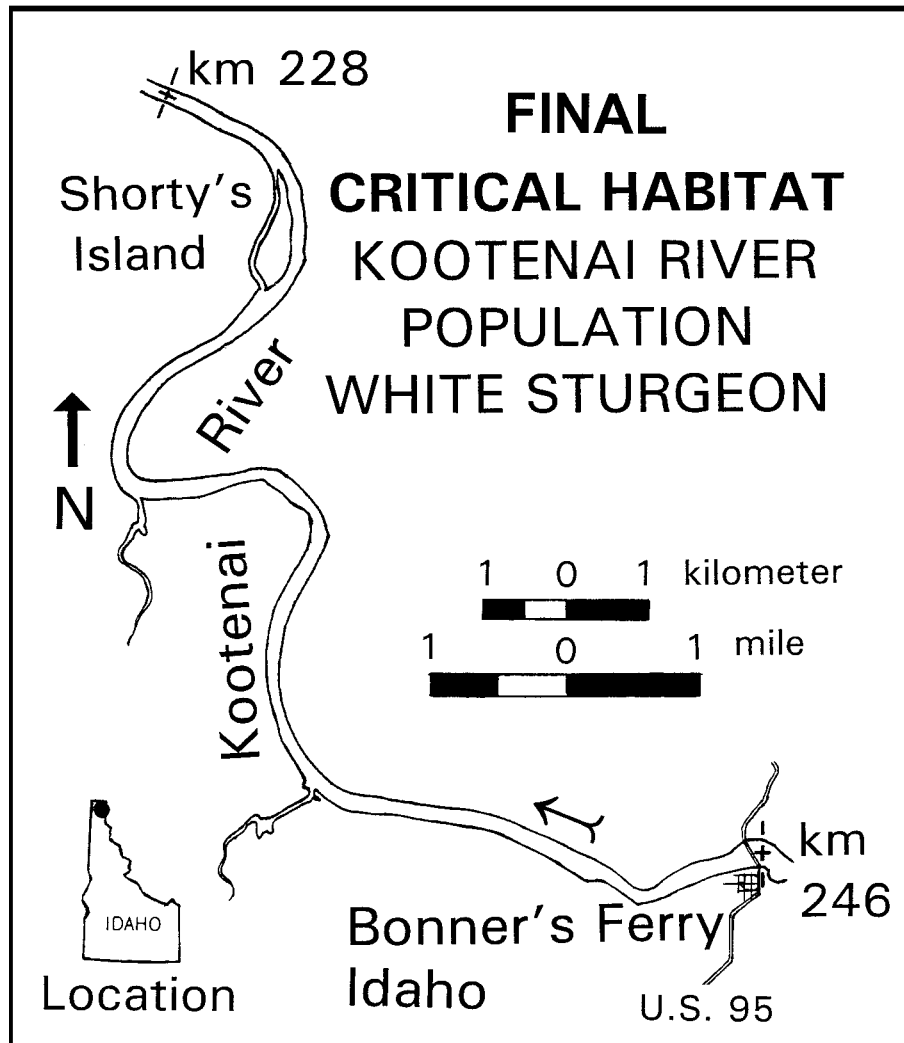 km 228
FINAL
CRITICAL HABITAT
KOOTENAI RIVER
POPULATION
WHITE STURGEON
Shorty's
Island
River
N
Kootenai
1 0 1 kilometer
1 0 1 mile
km
246
IDAHO
Location
Bonner's Ferry
Idaho
U.S. 95